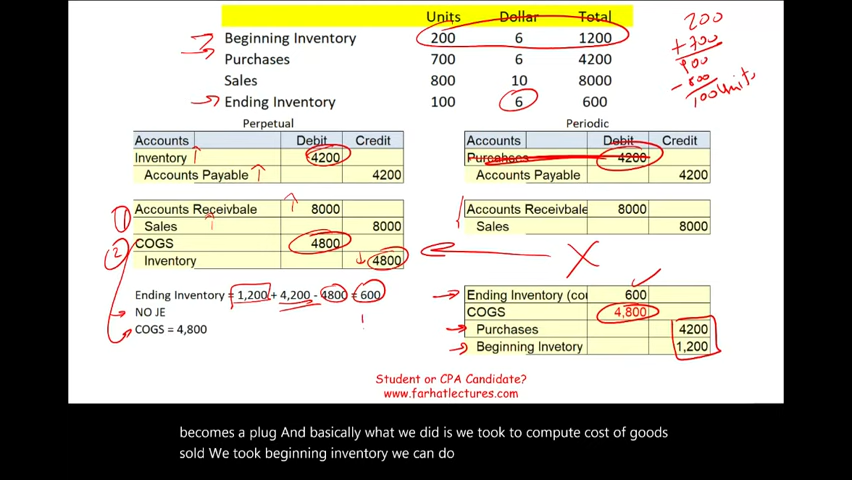 Units Dollar Total
Beginning Inventory 200 6 1200
Purchases 700 6 4200
Sales 800 10 8000
Ending Inventory 100 6 600
200
+700
900
-800
100 units
Perpetual
Accounts Debit Credit
Inventory 4200
Accounts Payable 4200
Accounts Receivbale 8000
Sales 8000
COGS 4800
Inventory 4800
1
2
Ending Inventory = 1,200 + 4,200 - 4800 = 600
NO JE
COGS = 4,800
Periodic
Accounts Debit Credit
Purchaes 4200
Accounts Payable 4200
Accounts Receivbale 8000
Sales 8000
X
Ending Inventory (cou 600
COGS 4,800
Purchases 4200
Beginning Invetory 1,200
Student or CPA Candidate?
www.farhatlectures.com
becomes a plug And basically what we did is we took to compute cost of goods
sold We took beginning inventory we can do